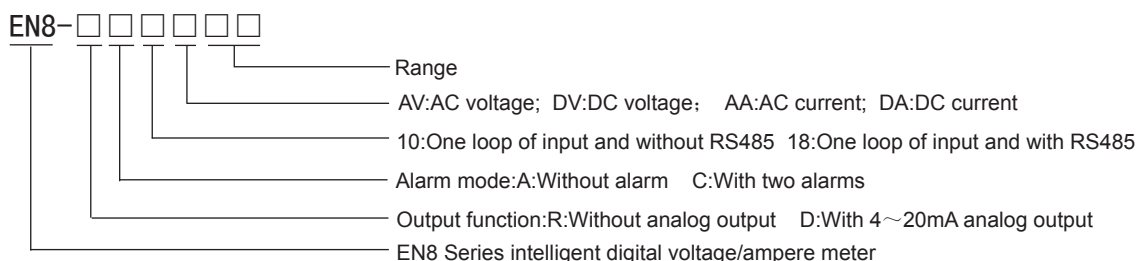 EN8-□□□□□□
Range
AV:AC voltage; DV:DC voltage； AA:AC current; DA:DC current
10:One loop of input and without RS485 18:One loop of input and with RS485
Alarm mode:A:Without alarm C:With two alarms
Output function:R:Without analog output D:With 4～20mA analog output
EN8 Series intelligent digital voltage/ampere meter